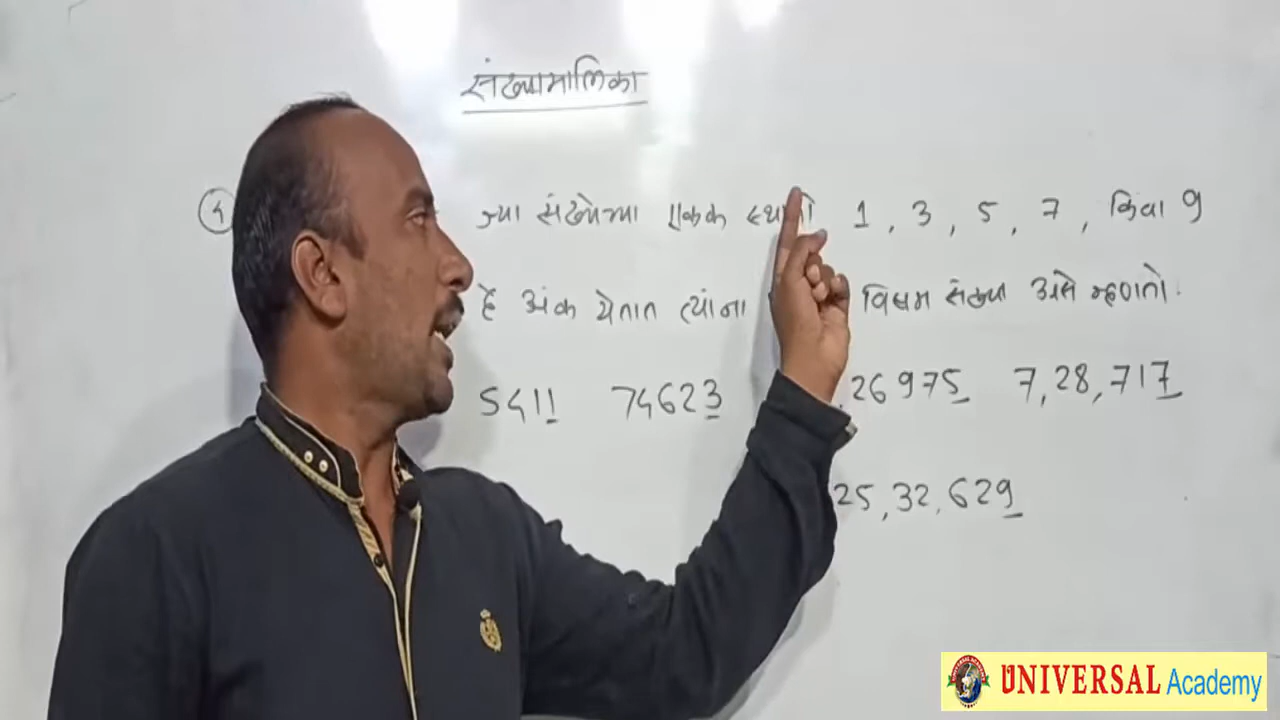 संख्यामालिका
ज्या संख्येच्या एकक स्थानी 1 , 3 , 5 , 7 , किंवा 9
हे अंक येतात त्यांना विषम संख्या असे म्हणतो.
5411 74623 26975 7,28,717
25,32,629
UNIVERSAL Academy